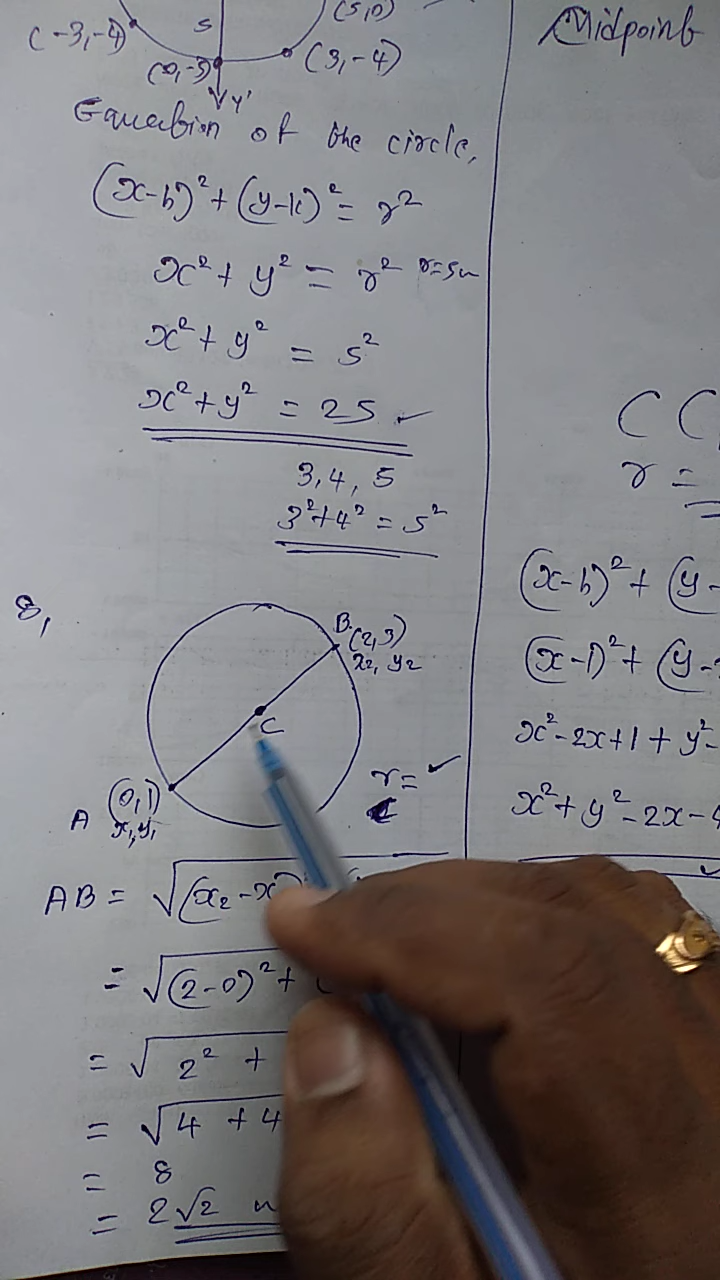 (5,0)
(-3,-4) 5 (3,-4)
(0,-5)
y'
Equation of the circle,
(x-h)² + (y-k)² = r²
x² + y² = r² r=5u
x² + y² = 5²
x² + y² = 25 ✓
3, 4, 5
3²+4² = 5²
8,
B (2,3)
x₂, y₂
C
r= ✓
A (0,1)
x₁,y₁
AB = √(x₂-x
= √(2-0)² +
= √ 2² +
= √4 + 4
= 8
= 2√2 u
Midpoint
C (
r =
(x-h)² + (y-
(x-1)² + (y-
x²-2x+1 + y²-
x² + y² - 2x - 4